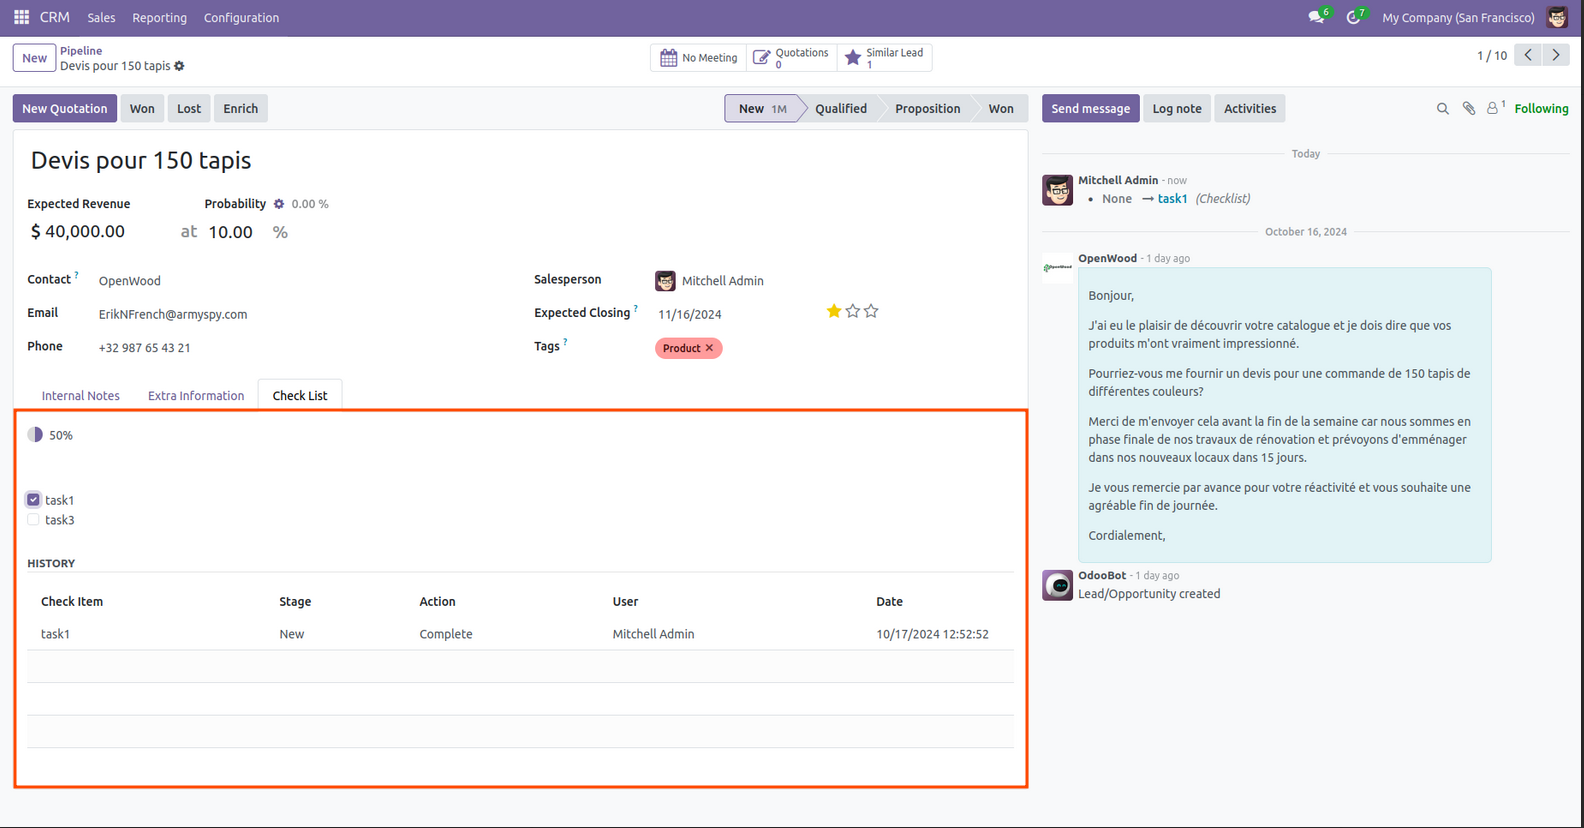 CRM Sales Reporting Configuration 6 7 My Company (San Francisco)
New Pipeline
Devis pour 150 tapis
No Meeting
Quotations
0
Similar Lead
1
1 / 10
New Quotation Won Lost Enrich
New 1M Qualified Proposition Won
Send message Log note Activities 1 Following
Devis pour 150 tapis
Expected Revenue Probability 0.00 %
$ 40,000.00 at 10.00 %
Contact ? OpenWood
Email ErikNFrench@armyspy.com
Phone +32 987 65 43 21
Salesperson Mitchell Admin
Expected Closing ? 11/16/2024
Tags ? Product ✕
Internal Notes Extra Information Check List
50%
task1
task3
HISTORY
Check Item Stage Action User Date
task1 New Complete Mitchell Admin 10/17/2024 12:52:52
Today
Mitchell Admin - now
• None → task1 (Checklist)
October 16, 2024
OpenWood
OpenWood - 1 day ago
Bonjour,
J'ai eu le plaisir de découvrir votre catalogue et je dois dire que vos
produits m'ont vraiment impressionné.
Pourriez-vous me fournir un devis pour une commande de 150 tapis de
différentes couleurs?
Merci de m'envoyer cela avant la fin de la semaine car nous sommes en
phase finale de nos travaux de rénovation et prévoyons d'emménager
dans nos nouveaux locaux dans 15 jours.
Je vous remercie par avance pour votre réactivité et vous souhaite une
agréable fin de journée.
Cordialement,
OdooBot - 1 day ago
Lead/Opportunity created